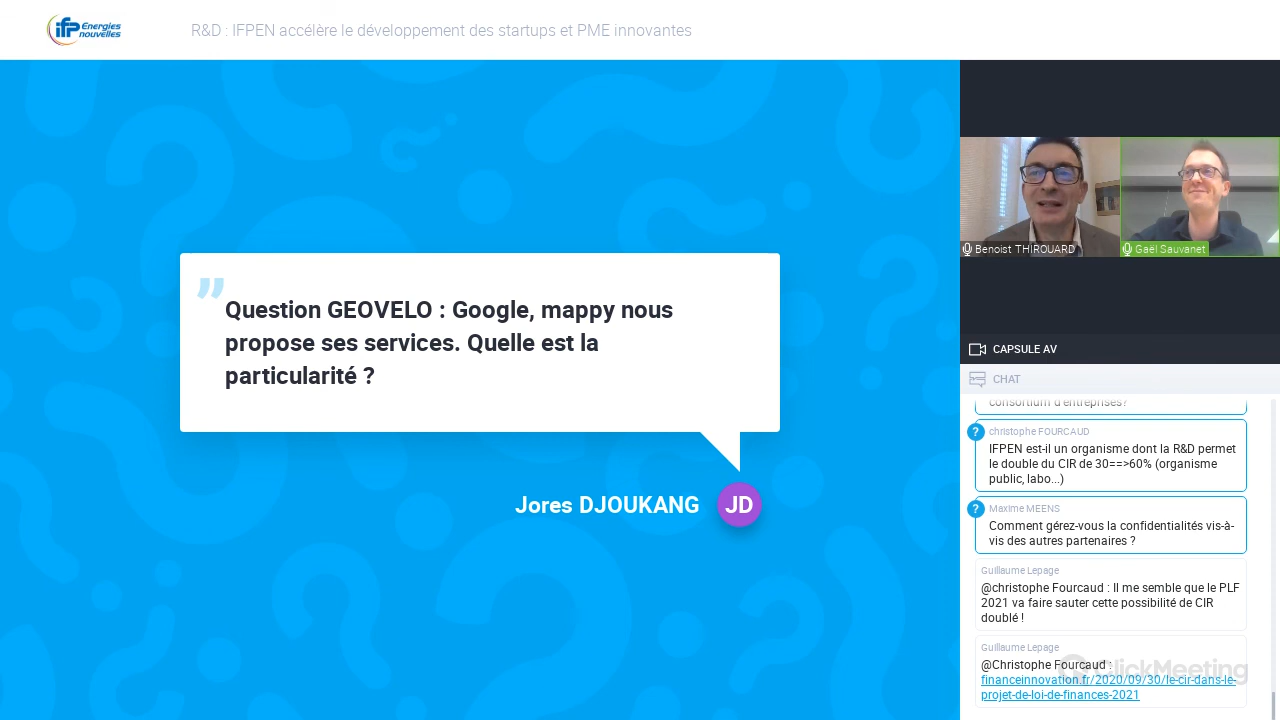 ifp Energies
nouvelles
R&D : IFPEN accélère le développement des startups et PME innovantes
Question GEOVELO : Google, mappy nous
propose ses services. Quelle est la
particularité ?
Jores DJOUKANG
JD
Benoist THIROUARD
Gaël Sauvanet
CAPSULE AV
CHAT
consortium d'entreprises?
?
christophe FOURCAUD
IFPEN est-il un organisme dont la R&D permet
le double du CIR de 30==>60% (organisme
public, labo...)
?
Maxime MEENS
Comment gérez-vous la confidentialités vis-à-
vis des autres partenaires ?
Guillaume Lepage
@christophe Fourcaud : Il me semble que le PLF
2021 va faire sauter cette possibilité de CIR
doublé !
Guillaume Lepage
@Christophe Fourcaud :
financeinnovation.fr/2020/09/30/le-cir-dans-le-
projet-de-loi-de-finances-2021
ClickMeeting